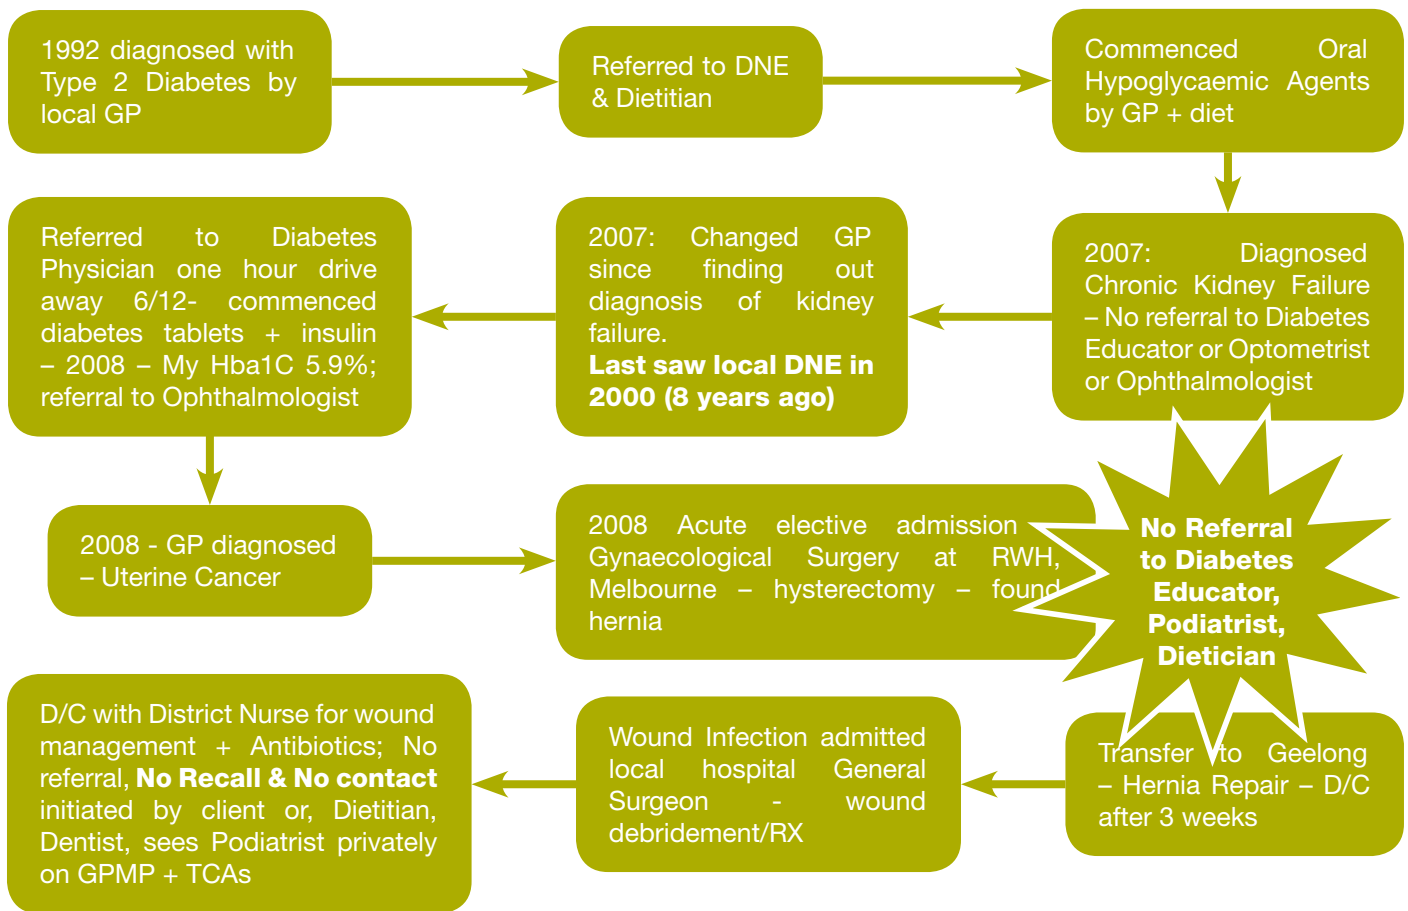 1992 diagnosed with
Type 2 Diabetes by
local GP
Referred to DNE
& Dietitian
Commenced Oral
Hypoglycaemic Agents
by GP + diet
2007: Diagnosed
Chronic Kidney Failure
– No referral to Diabetes
Educator or Optometrist
or Ophthalmologist
2007: Changed GP
since finding out
diagnosis of kidney
failure.
Last saw local DNE in
2000 (8 years ago)
Referred to Diabetes
Physician one hour drive
away 6/12- commenced
diabetes tablets + insulin
– 2008 – My Hba1C 5.9%;
referral to Ophthalmologist
2008 - GP diagnosed
– Uterine Cancer
2008 Acute elective admission
Gynaecological Surgery at RWH,
Melbourne – hysterectomy – found
hernia
No Referral
to Diabetes
Educator,
Podiatrist,
Dietician
Transfer to Geelong
– Hernia Repair – D/C
after 3 weeks
Wound Infection admitted
local hospital General
Surgeon - wound
debridement/RX
D/C with District Nurse for wound
management + Antibiotics; No
referral, No Recall & No contact
initiated by client or, Dietitian,
Dentist, sees Podiatrist privately
on GPMP + TCAs